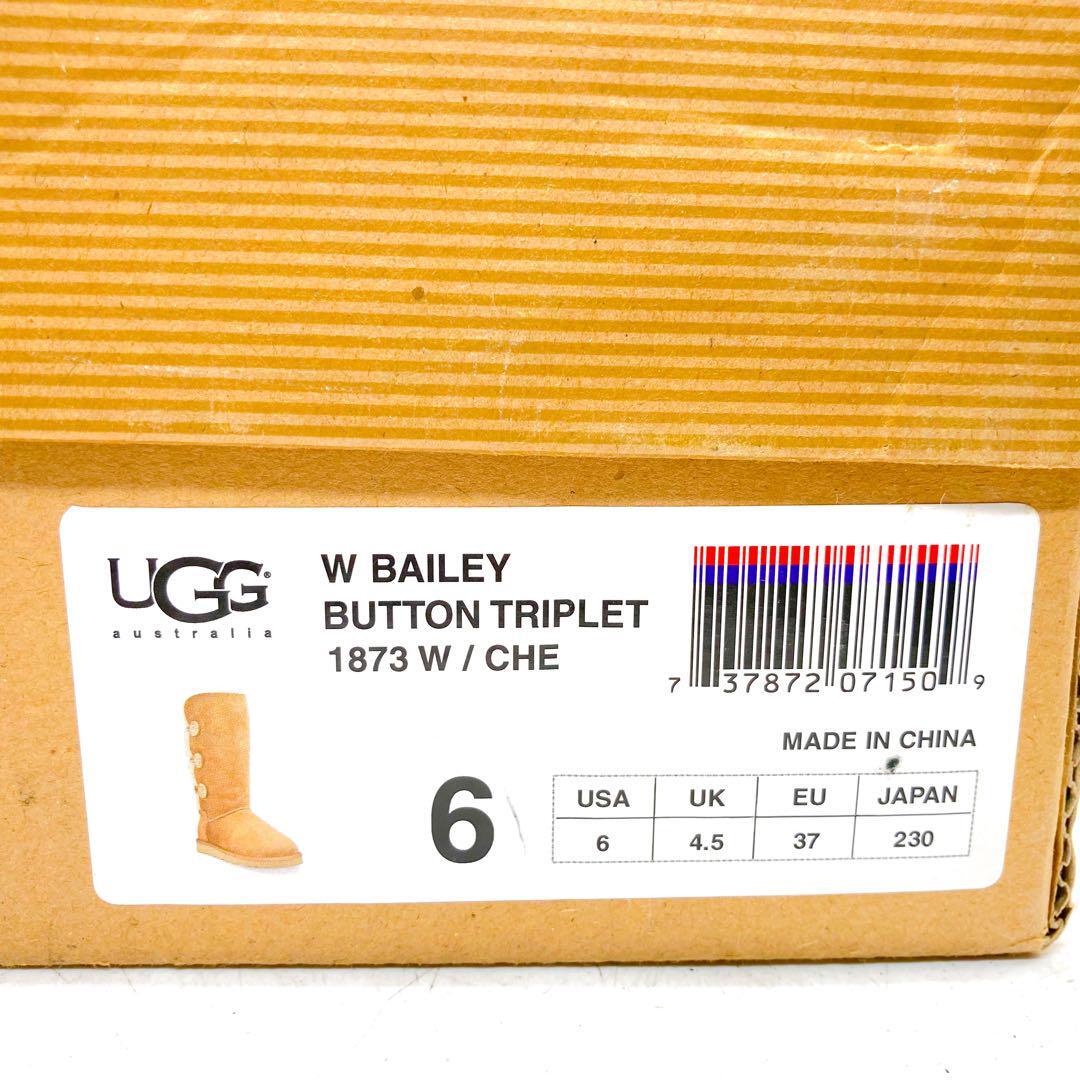 UGG®
australia
W BAILEY
BUTTON TRIPLET
1873 W / CHE
7 37872 07150 9
MADE IN CHINA
6
USA UK EU JAPAN
6 4.5 37 230